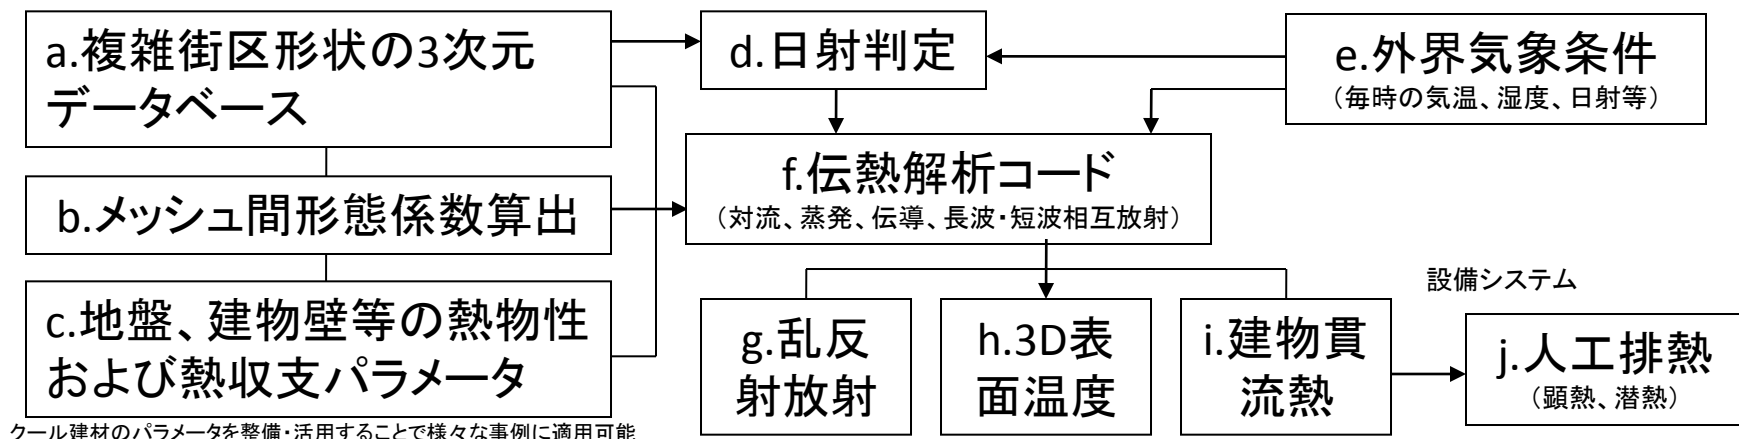 a.複雑街区形状の3次元
データベース
d.日射判定
e.外界気象条件
（毎時の気温、湿度、日射等）
b.メッシュ間形態係数算出
f.伝熱解析コード
（対流、蒸発、伝導、長波・短波相互放射）
c.地盤、建物壁等の熱物性
および熱収支パラメータ
g.乱反
射放射
h.3D表
面温度
i.建物貫
流熱
設備システム
j.人工排熱
（顕熱、潜熱）
クール建材のパラメータを整備・活用することで様々な事例に適用可能